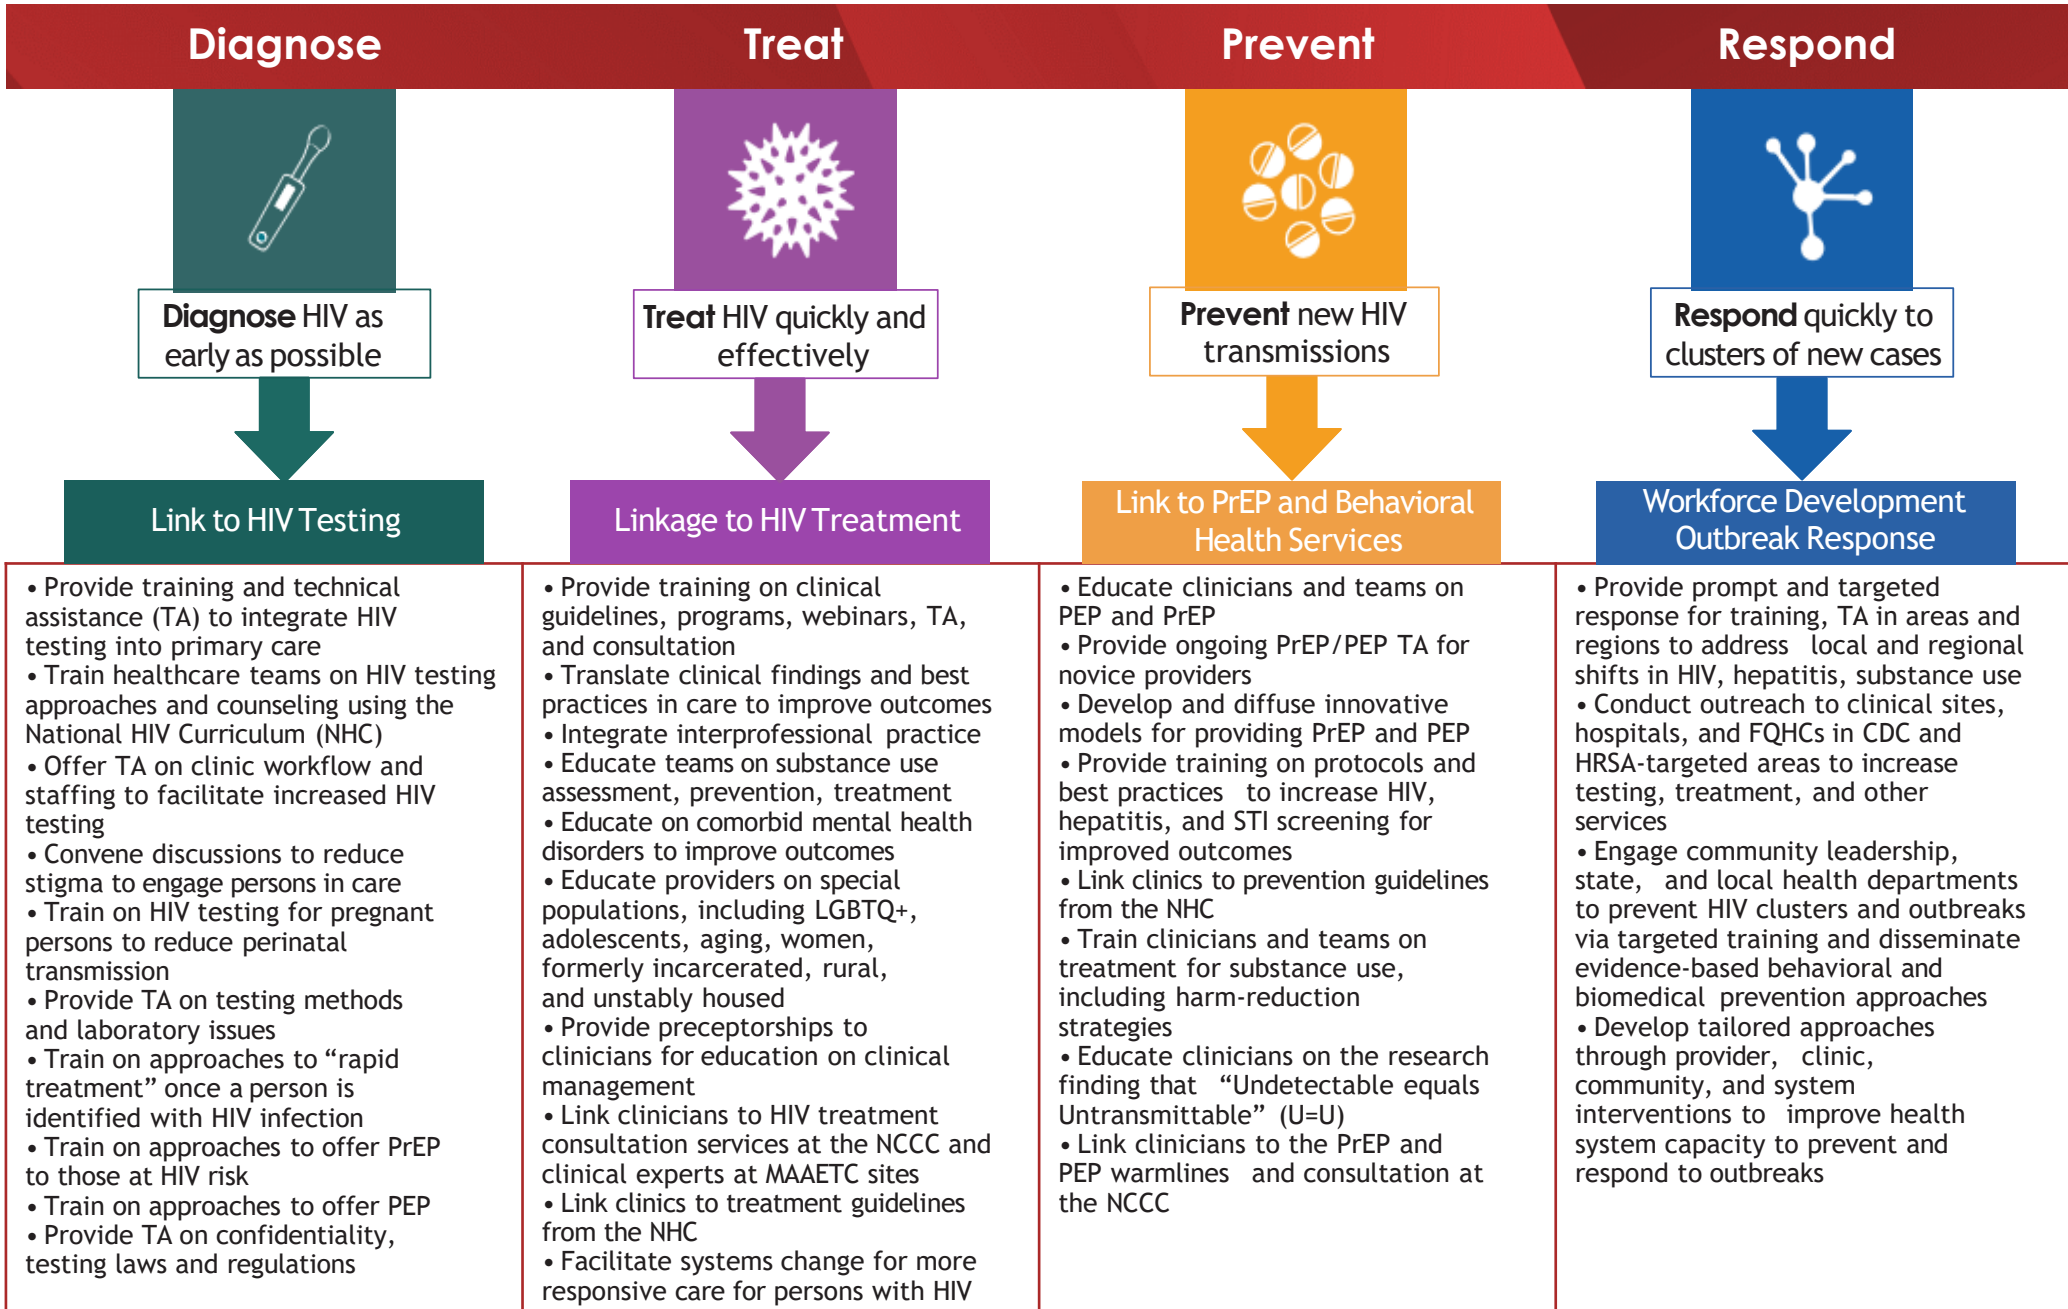 Diagnose
Treat
Prevent
Respond
Diagnose HIV as
early as possible
Treat HIV quickly and
effectively
Prevent new HIV
transmissions
Respond quickly to
clusters of new cases
Link to HIV Testing
Linkage to HIV Treatment
Link to PrEP and Behavioral
Health Services
Workforce Development
Outbreak Response
• Provide training and technical
assistance (TA) to integrate HIV
testing into primary care
• Train healthcare teams on HIV testing
approaches and counseling using the
National HIV Curriculum (NHC)
• Offer TA on clinic workflow and
staffing to facilitate increased HIV
testing
• Convene discussions to reduce
stigma to engage persons in care
• Train on HIV testing for pregnant
persons to reduce perinatal
transmission
• Provide TA on testing methods
and laboratory issues
• Train on approaches to “rapid
treatment” once a person is
identified with HIV infection
• Train on approaches to offer PrEP
to those at HIV risk
• Train on approaches to offer PEP
• Provide TA on confidentiality,
testing laws and regulations
• Provide training on clinical
guidelines, programs, webinars, TA,
and consultation
• Translate clinical findings and best
practices in care to improve outcomes
• Integrate interprofessional practice
• Educate teams on substance use
assessment, prevention, treatment
• Educate on comorbid mental health
disorders to improve outcomes
• Educate providers on special
populations, including LGBTQ+,
adolescents, aging, women,
formerly incarcerated, rural,
and unstably housed
• Provide preceptorships to
clinicians for education on clinical
management
• Link clinicians to HIV treatment
consultation services at the NCCC and
clinical experts at MAAETC sites
• Link clinics to treatment guidelines
from the NHC
• Facilitate systems change for more
responsive care for persons with HIV
• Educate clinicians and teams on
PEP and PrEP
• Provide ongoing PrEP/PEP TA for
novice providers
• Develop and diffuse innovative
models for providing PrEP and PEP
• Provide training on protocols and
best practices to increase HIV,
hepatitis, and STI screening for
improved outcomes
• Link clinics to prevention guidelines
from the NHC
• Train clinicians and teams on
treatment for substance use,
including harm-reduction
strategies
• Educate clinicians on the research
finding that “Undetectable equals
Untransmittable” (U=U)
• Link clinicians to the PrEP and
PEP warmlines and consultation at
the NCCC
• Provide prompt and targeted
response for training, TA in areas and
regions to address local and regional
shifts in HIV, hepatitis, substance use
• Conduct outreach to clinical sites,
hospitals, and FQHCs in CDC and
HRSA-targeted areas to increase
testing, treatment, and other
services
• Engage community leadership,
state, and local health departments
to prevent HIV clusters and outbreaks
via targeted training and disseminate
evidence-based behavioral and
biomedical prevention approaches
• Develop tailored approaches
through provider, clinic,
community, and system
interventions to improve health
system capacity to prevent and
respond to outbreaks